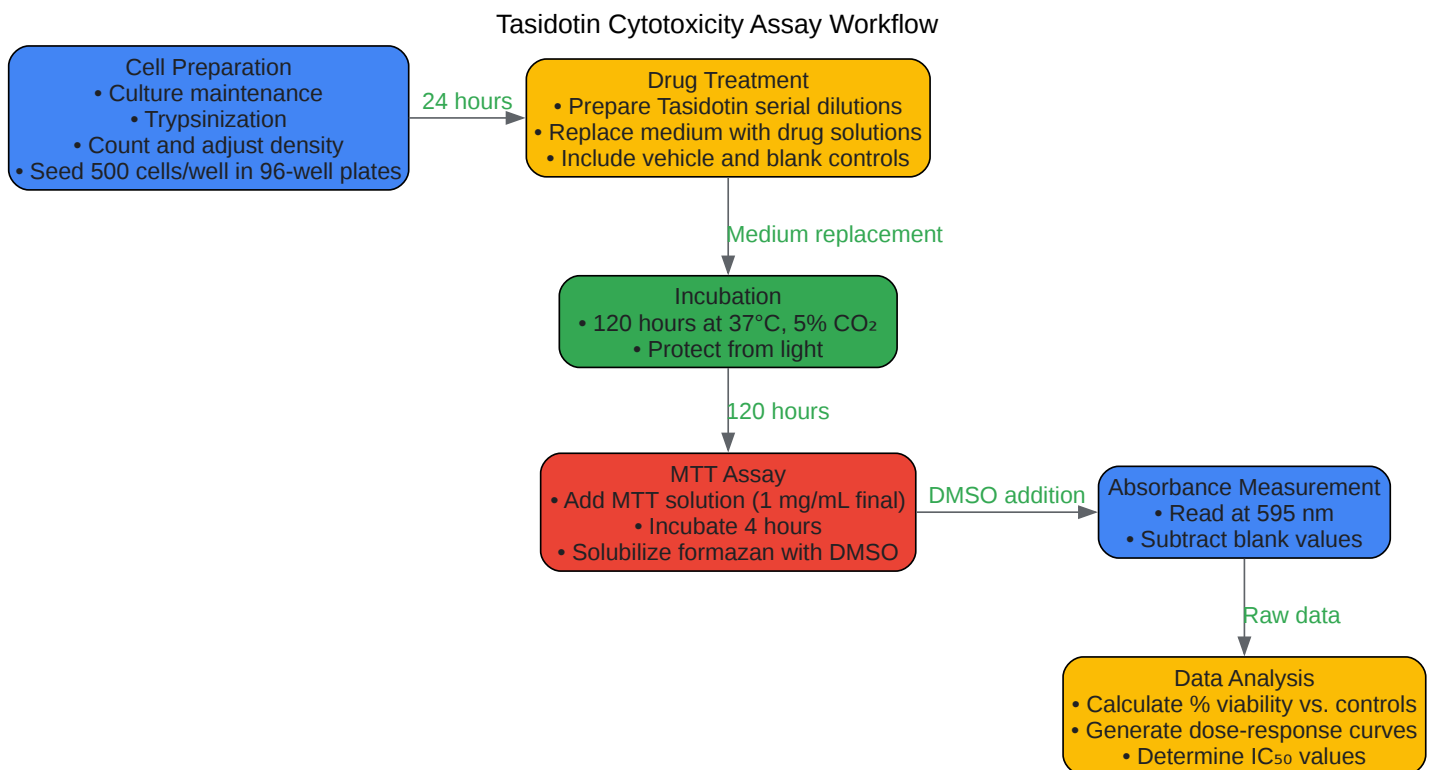 Tasidotin Cytotoxicity Assay Workflow
Cell Preparation
• Culture maintenance
• Trypsinization
• Count and adjust density
• Seed 500 cells/well in 96-well plates
24 hours
Drug Treatment
• Prepare Tasidotin serial dilutions
• Replace medium with drug solutions
• Include vehicle and blank controls
Medium replacement
Incubation
• 120 hours at 37°C, 5% CO₂
• Protect from light
120 hours
MTT Assay
• Add MTT solution (1 mg/mL final)
• Incubate 4 hours
• Solubilize formazan with DMSO
DMSO addition
Absorbance Measurement
• Read at 595 nm
• Subtract blank values
Raw data
Data Analysis
• Calculate % viability vs. controls
• Generate dose-response curves
• Determine IC₅₀ values